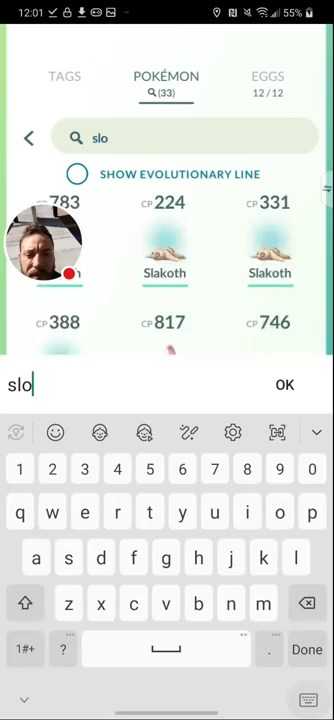 12:01 55%
TAGS POKÉMON EGGS
(33) 12 / 12
slo
SHOW EVOLUTIONARY LINE
783 CP 224 CP 331
Slakoth Slakoth
CP 388 CP 817 CP 746
slo OK
1 2 3 4 5 6 7 8 9 0
q w e r t y u i o p
a s d f g h j k l
z x c v b n m
1#+ ? . Done